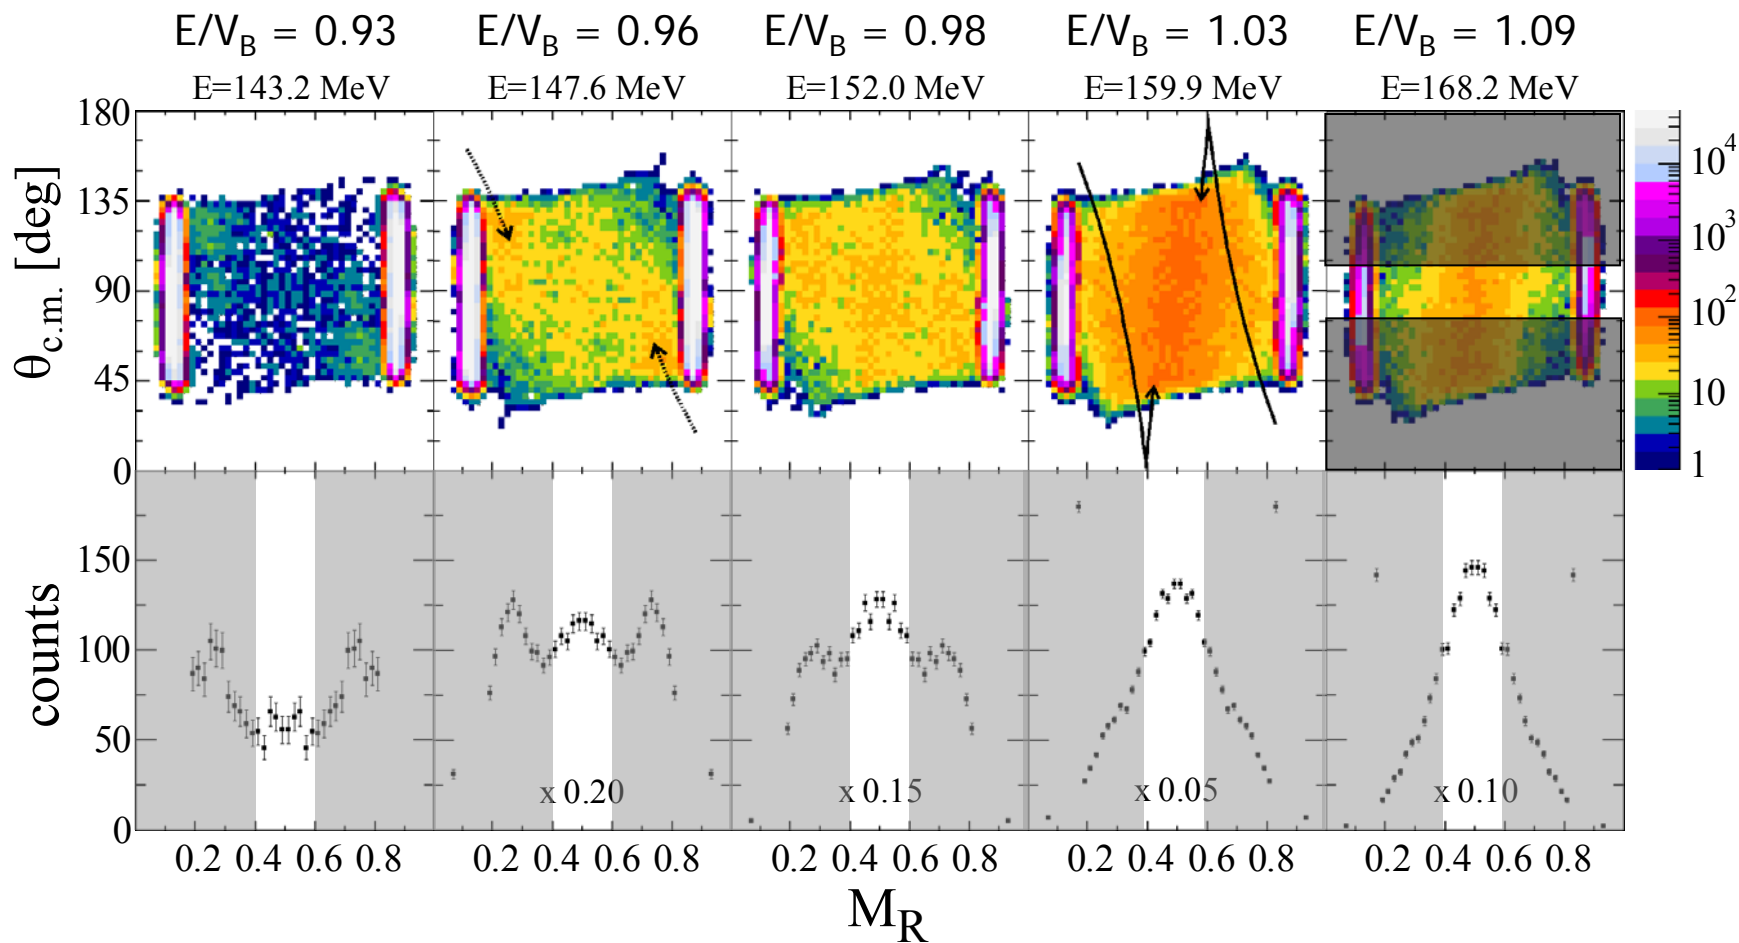 E/V_B = 0.93 E/V_B = 0.96 E/V_B = 0.98 E/V_B = 1.03 E/V_B = 1.09
E=143.2 MeV E=147.6 MeV E=152.0 MeV E=159.9 MeV E=168.2 MeV
θ_c.m. [deg]
180
135
90
45
0
10^4
10^3
10^2
10
1
counts
150
100
50
0
x 0.20 x 0.15 x 0.05 x 0.10
0.2 0.4 0.6 0.8 0.2 0.4 0.6 0.8 0.2 0.4 0.6 0.8 0.2 0.4 0.6 0.8 0.2 0.4 0.6 0.8
M_R